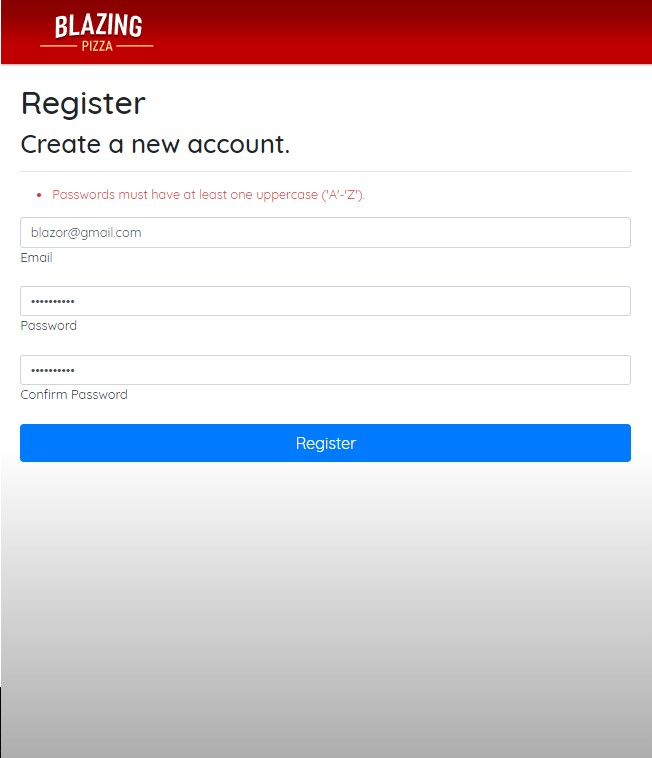 BLAZING
PIZZA
Register
Create a new account.
Passwords must have at least one uppercase ('A'-'Z').
blazor@gmail.com
Email
••••••••••
Password
••••••••••
Confirm Password
Register